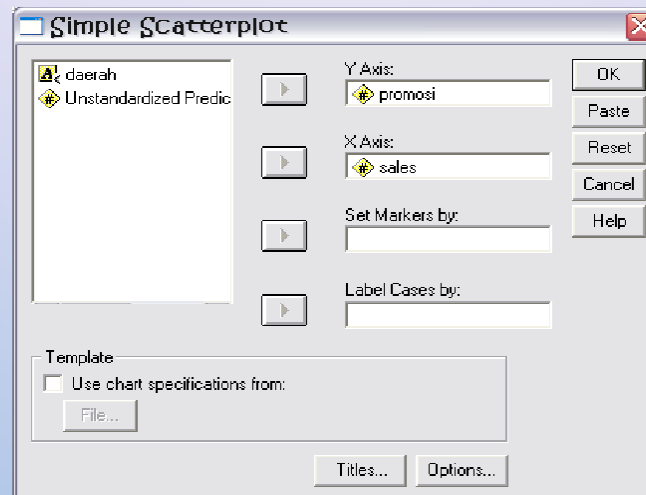 Simple Scatterplot
daerah
Unstandardized Predic
Y Axis:
promosi
X Axis:
sales
Set Markers by:
Label Cases by:
OK
Paste
Reset
Cancel
Help
Template
Use chart specifications from:
File...
Titles...
Options...